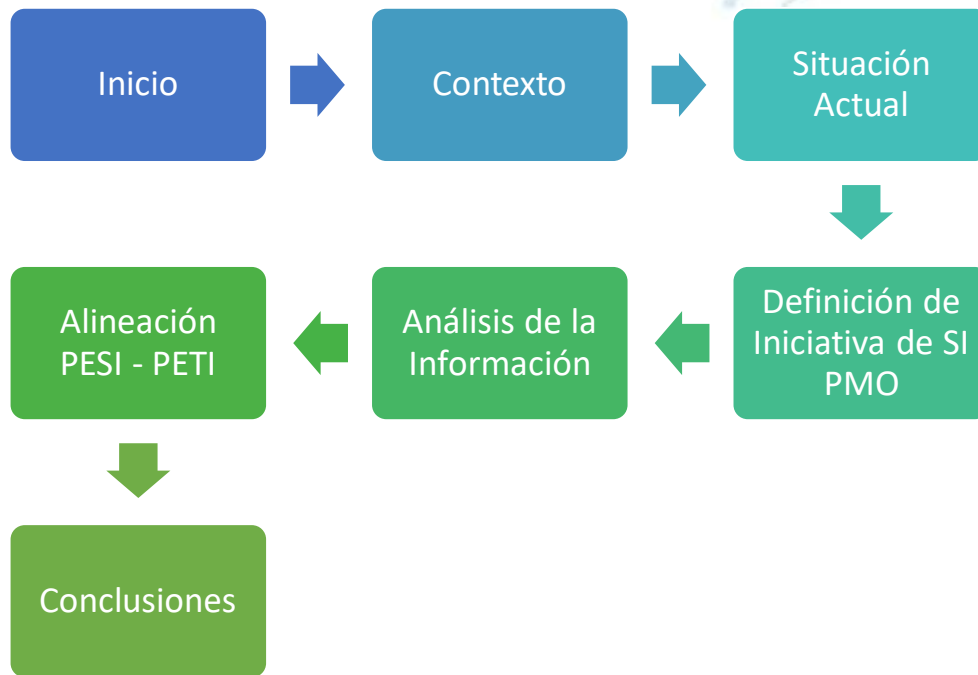 Inicio
Contexto
Situación
Actual
Definición de
Iniciativa de SI
PMO
Análisis de la
Información
Alineación
PESI - PETI
Conclusiones